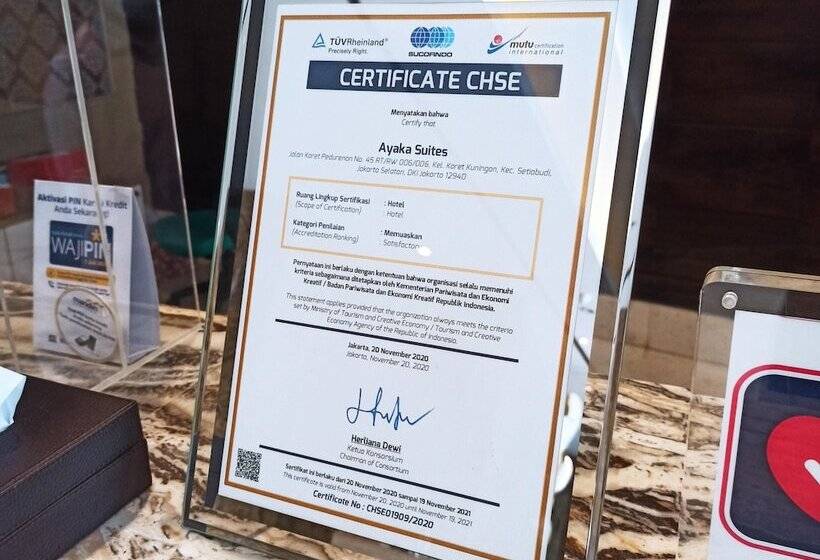 TÜVRheinland®
Precisely Right.
SUCOFINDO
mutu certification
international
CERTIFICATE CHSE
Menyatakan bahwa
Certify that
Ayaka Suites
Jalan Karet Pedurenan No. 45 RT/RW 006/006, Kel. Karet Kuningan, Kec. Setiabudi,
Jakarta Selatan, DKI Jakarta 12940
Ruang Lingkup Sertifikasi : Hotel
(Scope of Certification) : Hotel
Kategori Penilaian : Memuaskan
(Accreditation Ranking) : Satisfaction
Pernyataan ini berlaku dengan ketentuan bahwa organisasi selalu memenuhi
kriteria sebagaimana ditetapkan oleh Kementerian Pariwisata dan Ekonomi
Kreatif / Badan Pariwisata dan Ekonomi Kreatif Republik Indonesia.
This statement applies provided that the organization always meets the criteria
set by Ministry of Tourism and Creative Economy / Tourism and Creative
Economy Agency of the Republic of Indonesia.
Jakarta, 20 November 2020
Jakarta, November 20, 2020
Herliana Dewi
Ketua Konsorsium
Chairman of Consortium
Sertifikat ini berlaku dari 20 November 2020 sampai 19 November 2021
This certificate is valid from November 20, 2020 until November 19, 2021
Certificate No : CHSE01909/2020
Aktivasi PIN Kartu Kredit
Anda Sekarang!
WAJIPIN